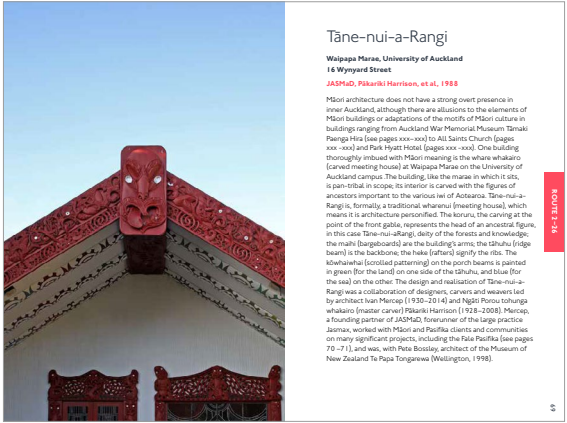 Tāne-nui-a-Rangi
Waipapa Marae, University of Auckland
16 Wynyard Street
JASMaD, Pākariki Harrison, et al., 1988
Māori architecture does not have a strong overt presence in
inner Auckland, although there are allusions to the elements of
Māori buildings or adaptations of the motifs of Māori culture in
buildings ranging from Auckland War Memorial Museum Tāmaki
Paenga Hira (see pages xxx–xxx) to All Saints Church (pages
xxx -xxx) and Park Hyatt Hotel (pages xxx -xxx). One building
thoroughly imbued with Māori meaning is the whare whakairo
(carved meeting house) at Waipapa Marae on the University of
Auckland campus .The building, like the marae in which it sits,
is pan-tribal in scope; its interior is carved with the figures of
ancestors important to the various iwi of Aotearoa. Tāne-nui-a-
Rangi is, formally, a traditional wharenui (meeting house), which
means it is architecture personified. The koruru, the carving at the
point of the front gable, represents the head of an ancestral figure,
in this case Tāne-nui-aRangi, deity of the forests and knowledge;
the maihi (bargeboards) are the building's arms; the tāhuhu (ridge
beam) is the backbone; the heke (rafters) signify the ribs. The
kōwhaiwhai (scrolled patterning) on the porch beams is painted
in green (for the land) on one side of the tāhuhu, and blue (for
the sea) on the other. The design and realisation of Tāne-nui-a-
Rangi was a collaboration of designers, carvers and weavers led
by architect Ivan Mercep (1930–2014) and Ngāti Porou tohunga
whakairo (master carver) Pākariki Harrison (1928–2008). Mercep,
a founding partner of JASMaD, forerunner of the large practice
Jasmax, worked with Māori and Pasifika clients and communities
on many significant projects, including the Fale Pasifika (see pages
70 –71), and was, with Pete Bossley, architect of the Museum of
New Zealand Te Papa Tongarewa (Wellington, 1998).
ROUTE 2 –26
69